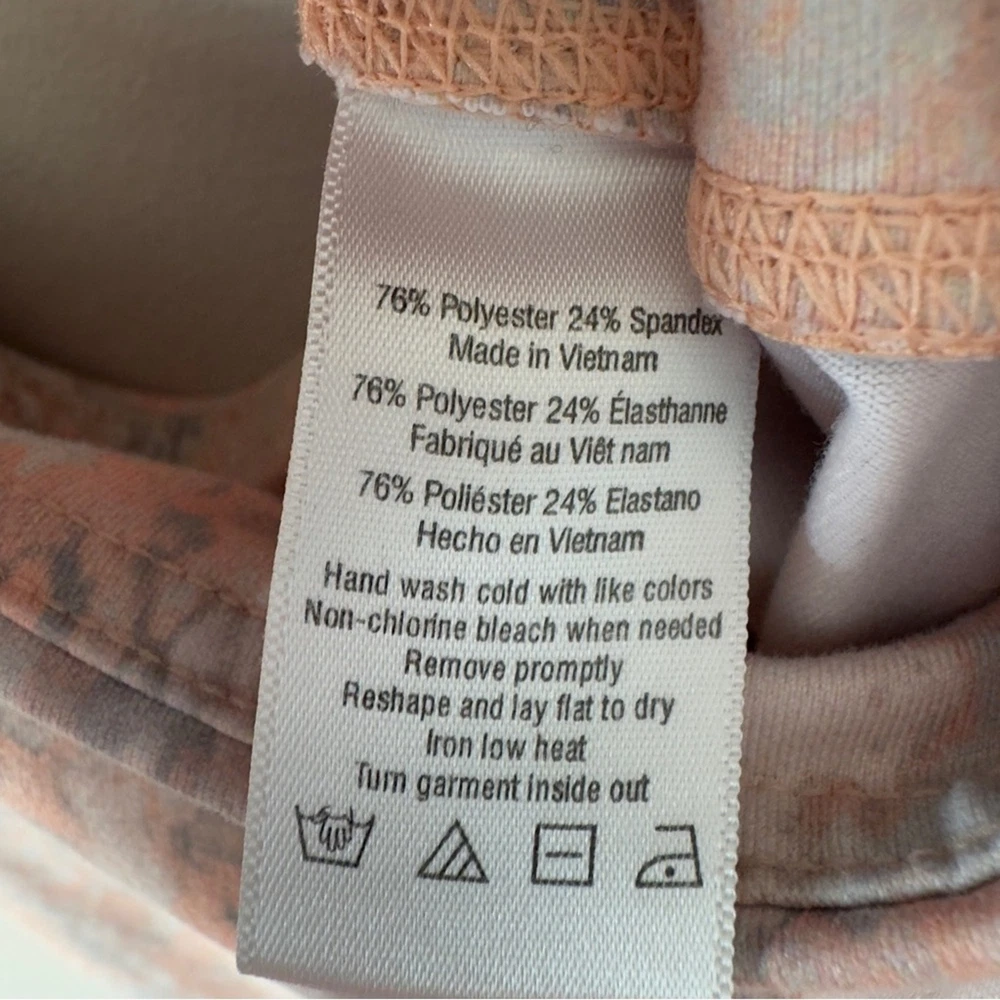 76% Polyester 24% Spandex
Made in Vietnam
76% Polyester 24% Élasthanne
Fabriqué au Viêt nam
76% Poliéster 24% Elastano
Hecho en Vietnam
Hand wash cold with like colors
Non-chlorine bleach when needed
Remove promptly
Reshape and lay flat to dry
Iron low heat
Turn garment inside out